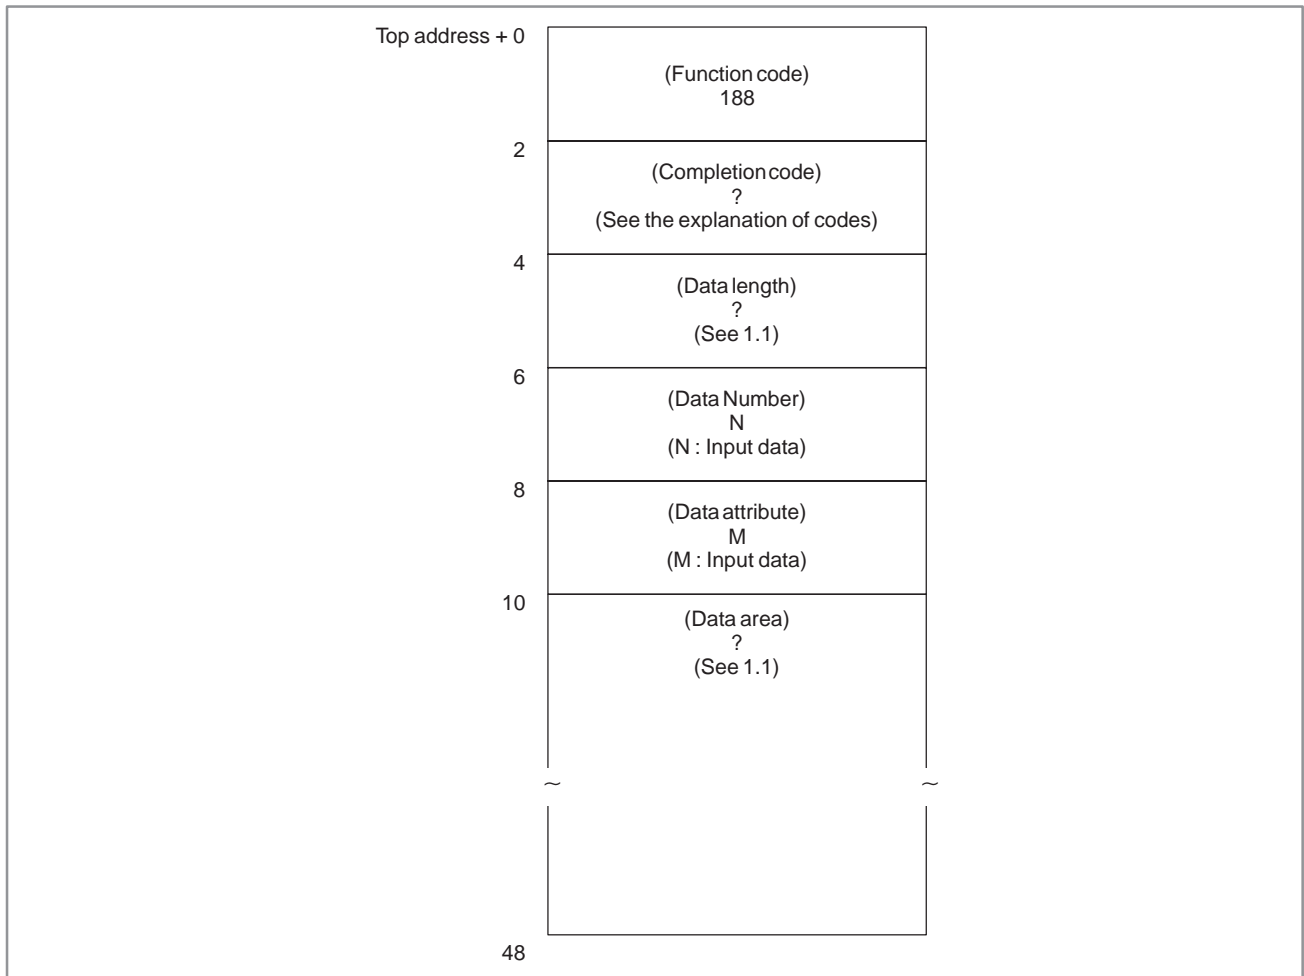 Top address + 0
(Function code)
188
2
(Completion code)
?
(See the explanation of codes)
4
(Data length)
?
(See 1.1)
6
(Data Number)
N
(N : Input data)
8
(Data attribute)
M
(M : Input data)
10
(Data area)
?
(See 1.1)
~ ~
48